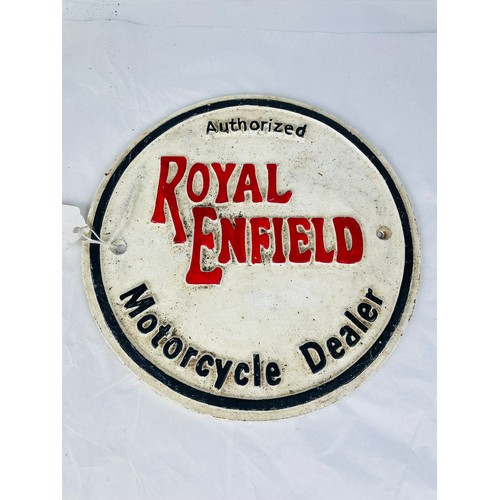 Authorized
ROYAL
ENFIELD
Motorcycle Dealer